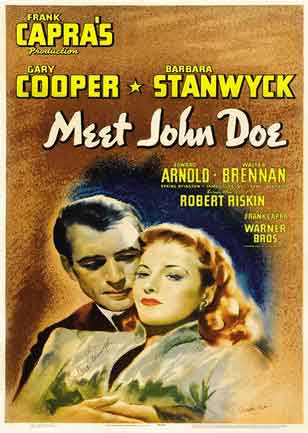 FRANK
CAPRA'S
Production
GARY BARBARA
COOPER ★ STANWYCK
Meet John Doe
EDWARD WALTER
ARNOLD · BRENNAN
ROBERT RISKIN
FRANK CAPRA
WARNER
BROS.